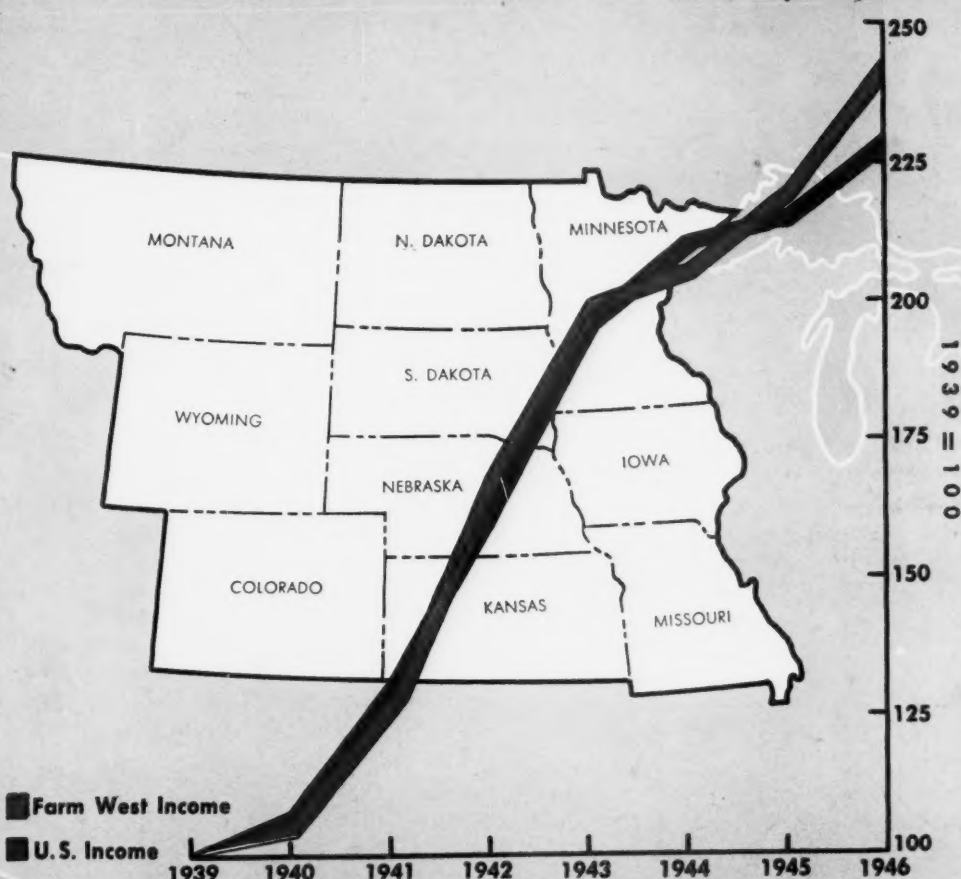 250
225
MONTANA
N. DAKOTA
MINNESOTA
200
S. DAKOTA
1939=100
WYOMING
175
NEBRASKA
IOWA
150
COLORADO
KANSAS
MISSOURI
125
Farm West Income
U.S. Income
100
1939 1940 1941 1942 1943 1944 1945 1946